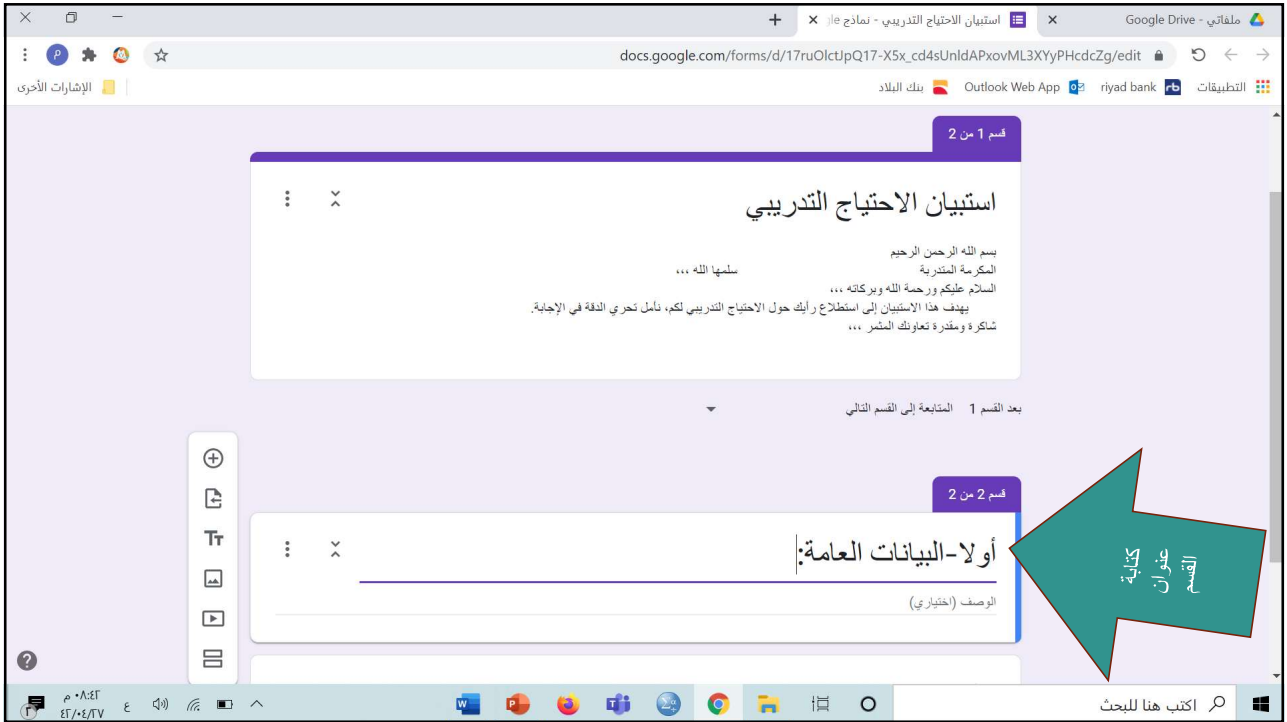 ملفاتي - Google Drive
استبيان الاحتياج التدريبي - نماذج gle
docs.google.com/forms/d/17ruOlctUpQ17-X5x_cd4sUnldAPxovML3XYyPHcdcZg/edit
التطبيقات
riyad bank
Outlook Web App
بنك البلاد
الإشارات الأخرى
قسم 1 من 2
استبيان الاحتياج التدريبي
بسم الله الرحمن الرحيم
المكرمة المتدربة سلمها الله ،،،
السلام عليكم ورحمة الله وبركاته ،،،
يهدف هذا الاستبيان إلى استطلاع رأيك حول الاحتياج التدريبي لكم، نأمل تحري الدقة في الإجابة.
شاكرة ومقدرة تعاونك المثمر ،،،
بعد القسم 1 المتابعة إلى القسم التالي
قسم 2 من 2
أولا-البيانات العامة:
الوصف (اختياري)
كتابة
عنوان
القسم
اكتب هنا للبحث
ع
٠٨:٤٢ م
٤٢/٠٤/٢٧